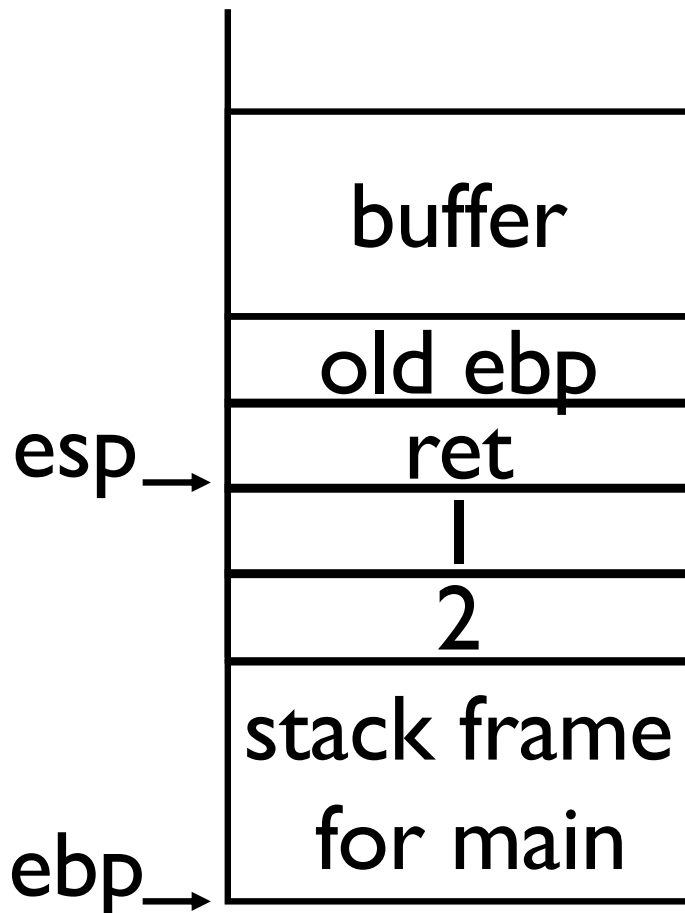 buffer
old ebp
esp
ret
1
2
stack frame
for main
ebp